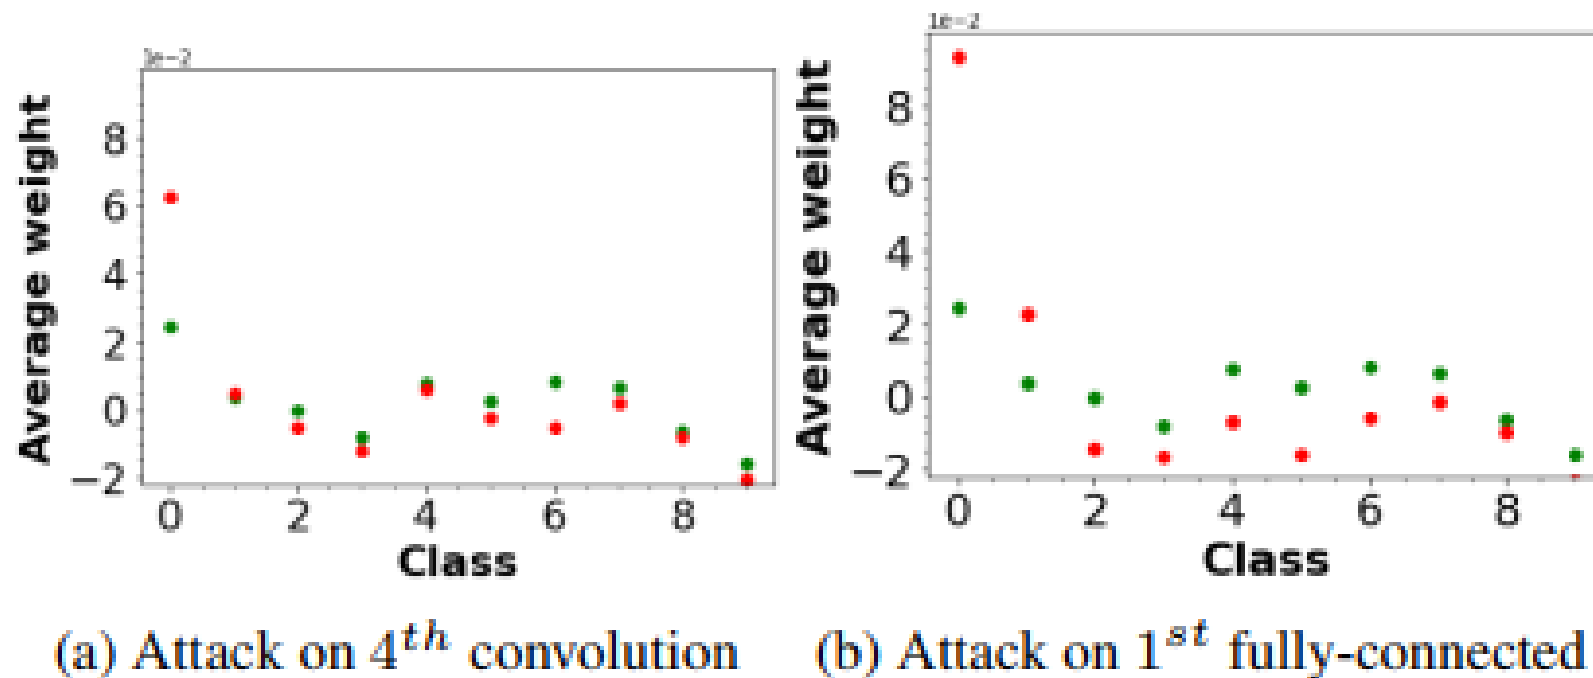 1e-2
Average weight
8
6
4
2
0
−2
0 2 4 6 8
Class
(a) Attack on 4th convolution
1e-2
Average weight
8
6
4
2
0
−2
0 2 4 6 8
Class
(b) Attack on 1st fully-connected